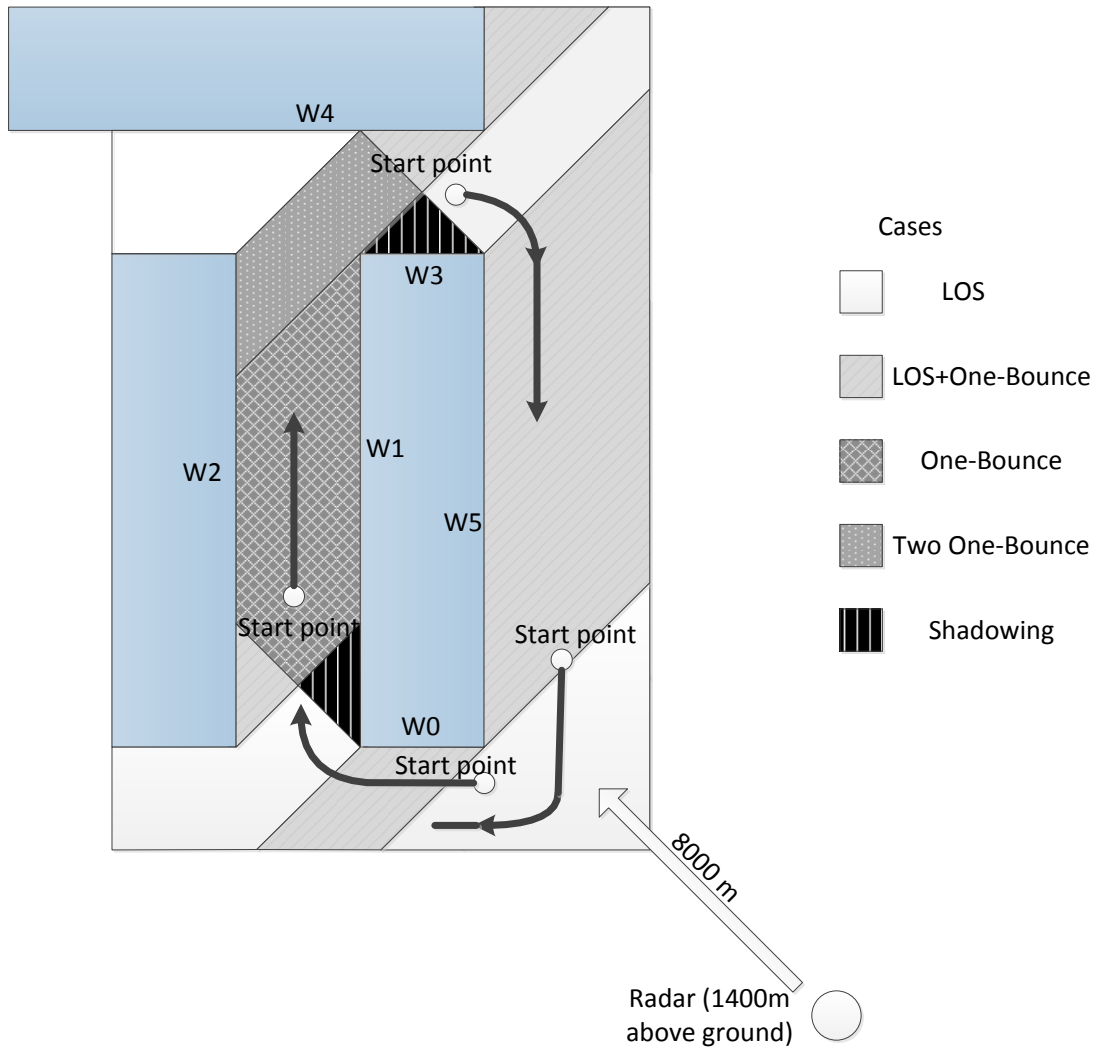 W4
Start point
W3
W1
W2
W5
Start point
Start point
W0
Start point
8000 m
Radar (1400m
above ground)
Cases
LOS
LOS+One-Bounce
One-Bounce
Two One-Bounce
Shadowing